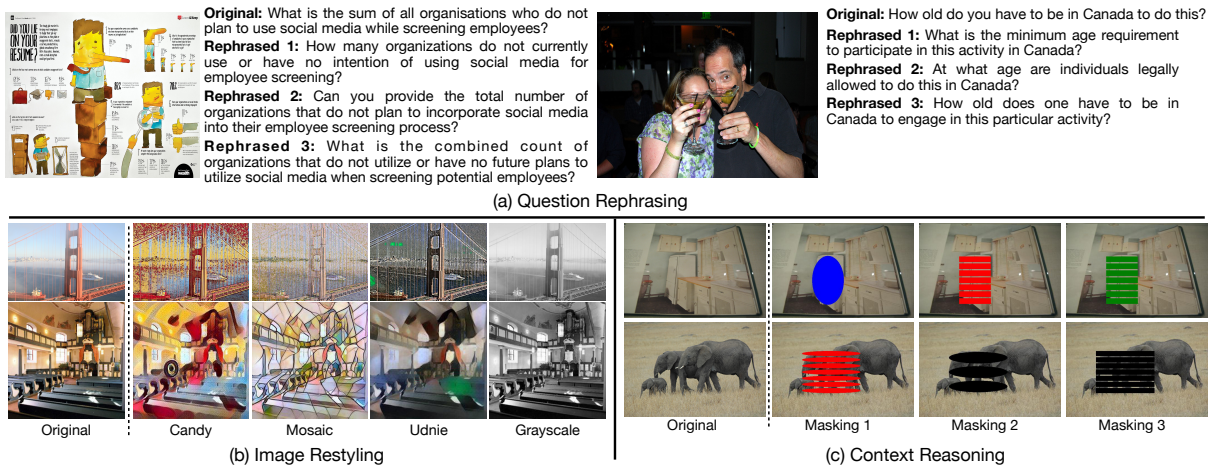 DID YOU LIE
ON YOUR
RESUME?
Original: What is the sum of all organisations who do not
plan to use social media while screening employees?
Rephrased 1: How many organizations do not currently
use or have no intention of using social media for
employee screening?
Rephrased 2: Can you provide the total number of
organizations that do not plan to incorporate social media
into their employee screening process?
Rephrased 3: What is the combined count of
organizations that do not utilize or have no future plans to
utilize social media when screening potential employees?
Original: How old do you have to be in Canada to do this?
Rephrased 1: What is the minimum age requirement
to participate in this activity in Canada?
Rephrased 2: At what age are individuals legally
allowed to do this in Canada?
Rephrased 3: How old does one have to be in
Canada to engage in this particular activity?
(a) Question Rephrasing
Original
Candy
Mosaic
Udnie
Grayscale
(b) Image Restyling
Original
Masking 1
Masking 2
Masking 3
(c) Context Reasoning